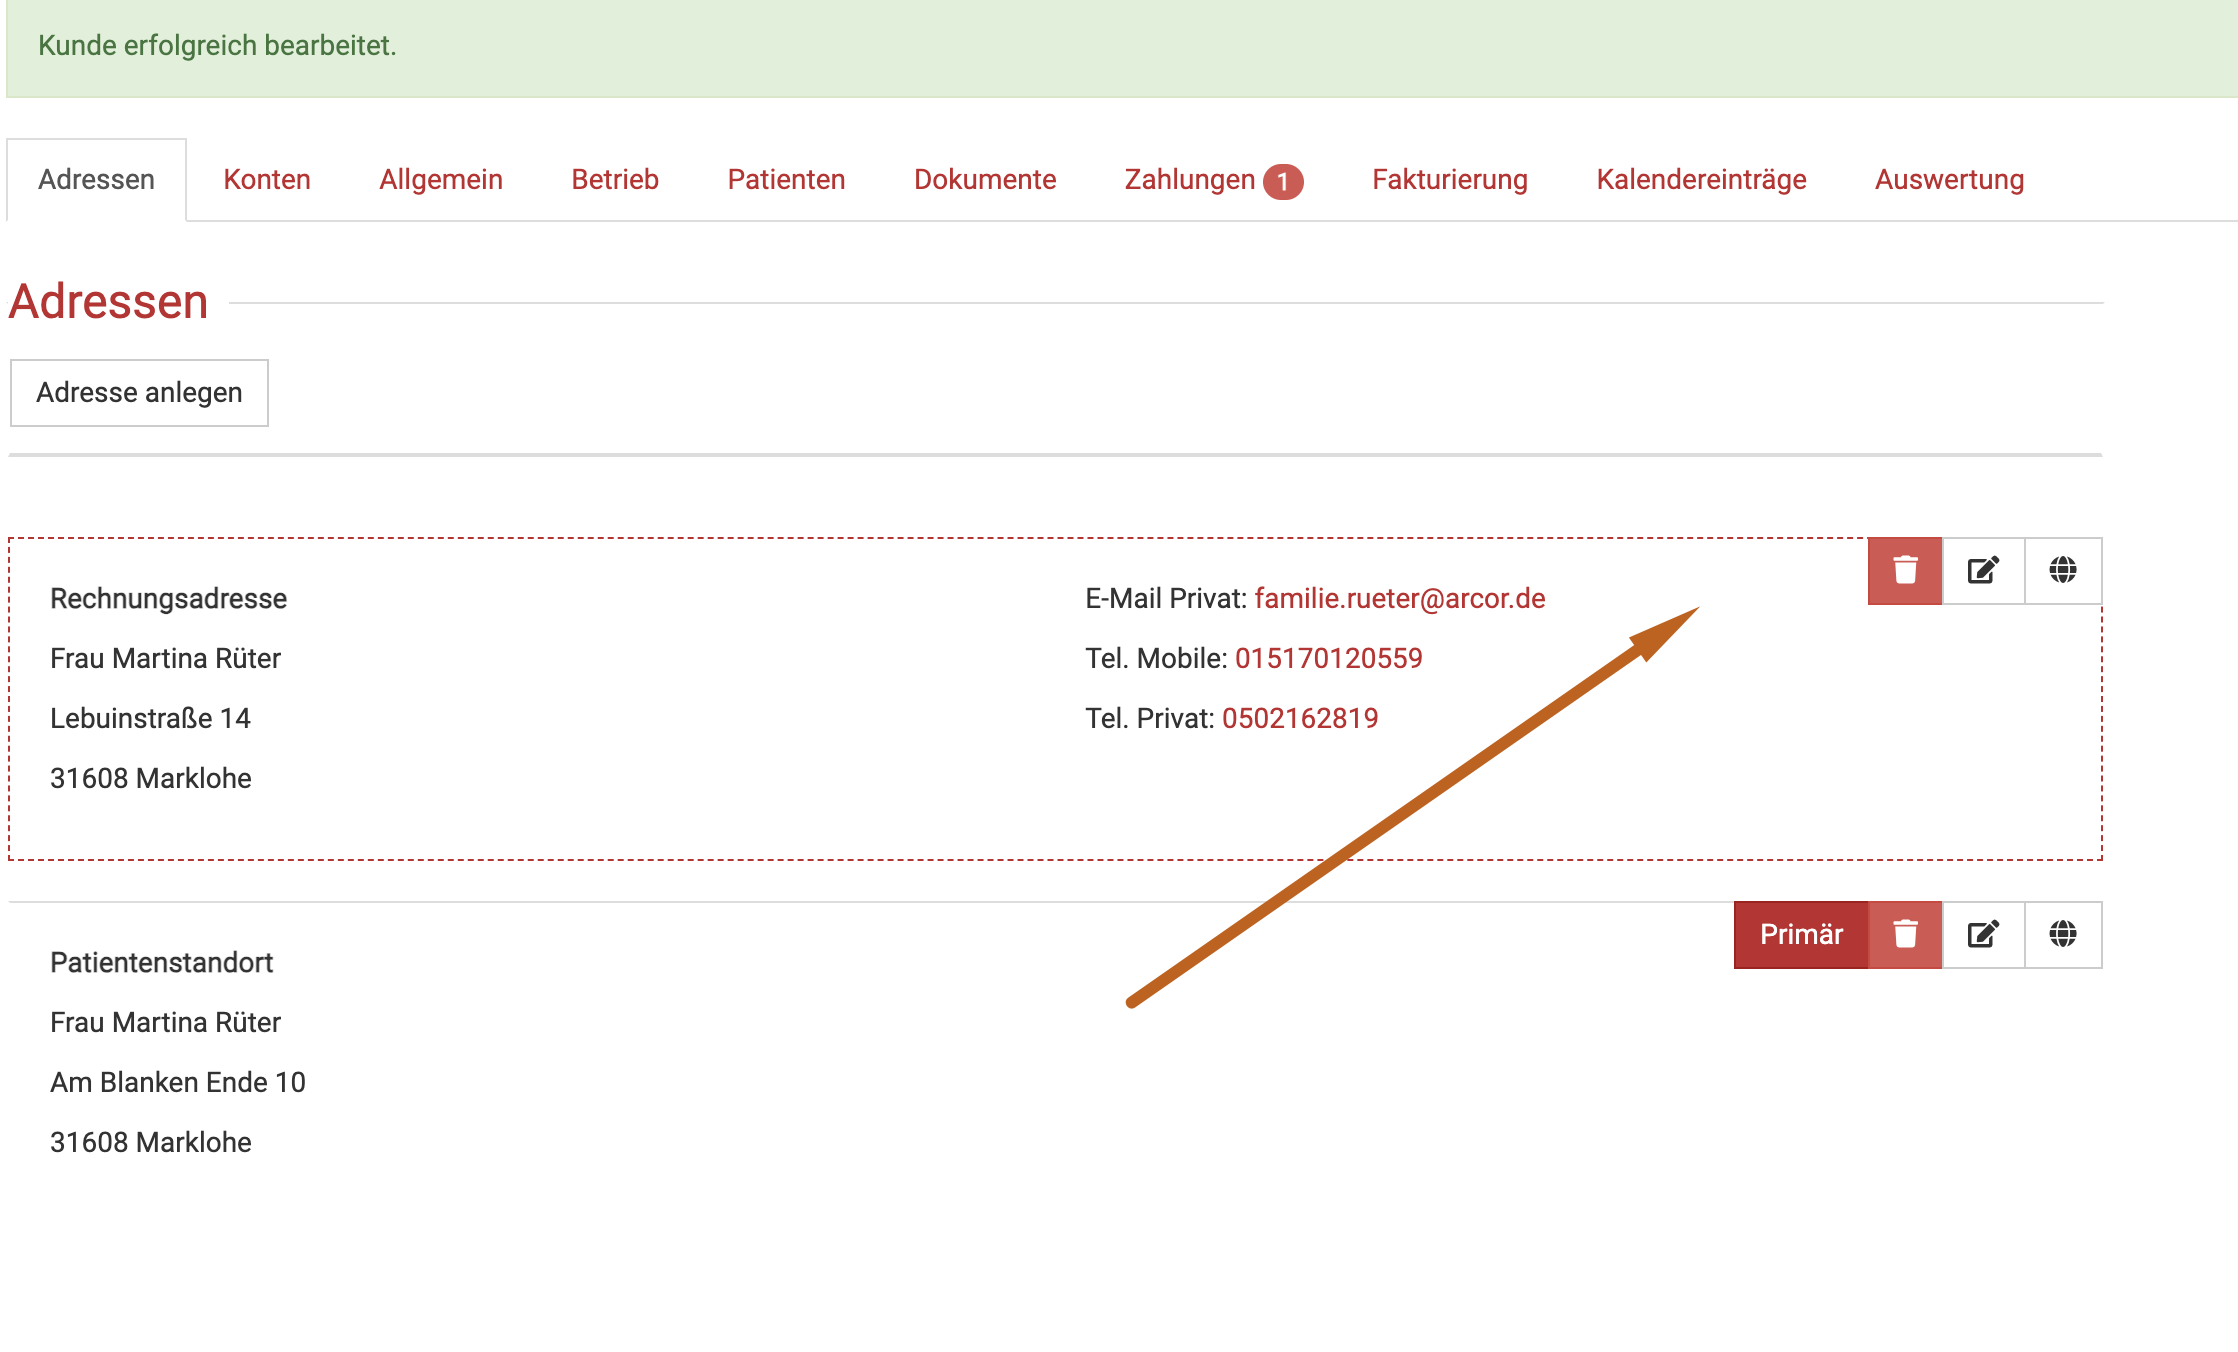 Kunde erfolgreich bearbeitet.
Adressen Konten Allgemein Betrieb Patienten Dokumente Zahlungen 1 Fakturierung Kalendereinträge Auswertung
Adressen
Adresse anlegen
Rechnungsadresse
Frau Martina Rüter
Lebuinstraße 14
31608 Marklohe
E-Mail Privat: familie.rueter@arcor.de
Tel. Mobile: 015170120559
Tel. Privat: 0502162819
Primär
Patientenstandort
Frau Martina Rüter
Am Blanken Ende 10
31608 Marklohe